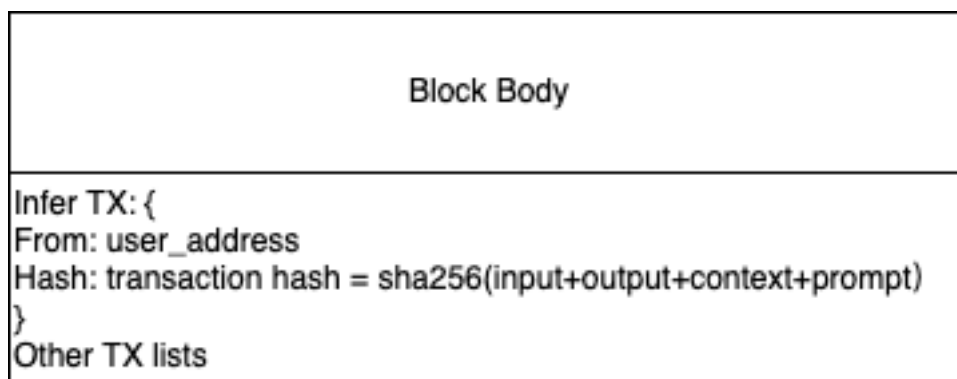 Block Body
Infer TX: {
From: user_address
Hash: transaction hash = sha256(input+output+context+prompt)
}
Other TX lists